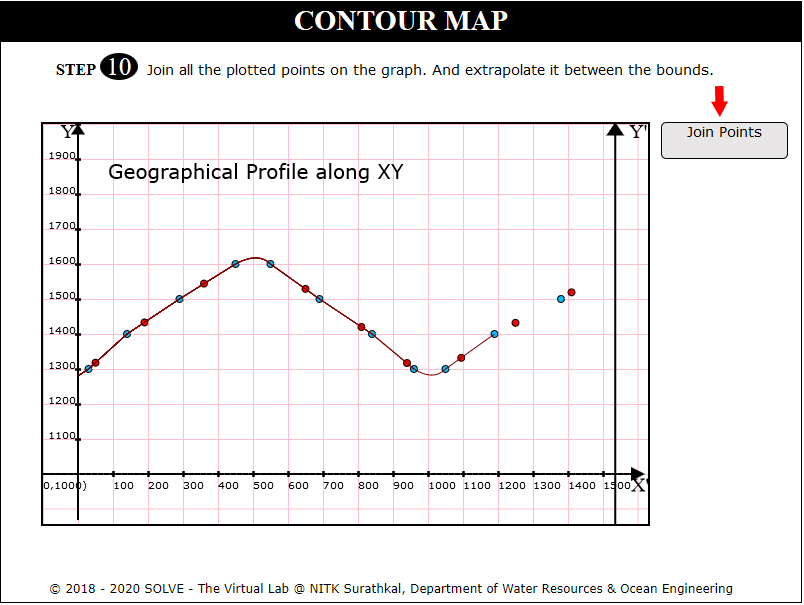 CONTOUR MAP
STEP 10 Join all the plotted points on the graph. And extrapolate it between the bounds.
Join Points
Y
Y'
Geographical Profile along XY
1900
1800
1700
1600
1500
1400
1300
1200
1100
0,1000) 100 200 300 400 500 600 700 800 900 1000 1100 1200 1300 1400 1500 X'
© 2018 - 2020 SOLVE - The Virtual Lab @ NITK Surathkal, Department of Water Resources & Ocean Engineering